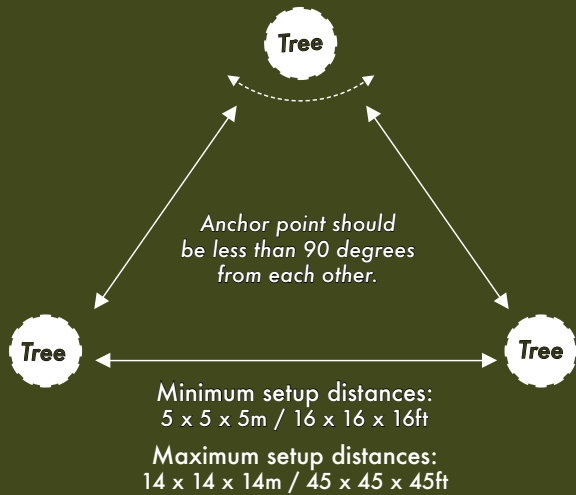 Tree
Anchor point should
be less than 90 degrees
from each other.
Tree
Tree
Minimum setup distances:
5 x 5 x 5m / 16 x 16 x 16ft
Maximum setup distances:
14 x 14 x 14m / 45 x 45 x 45ft